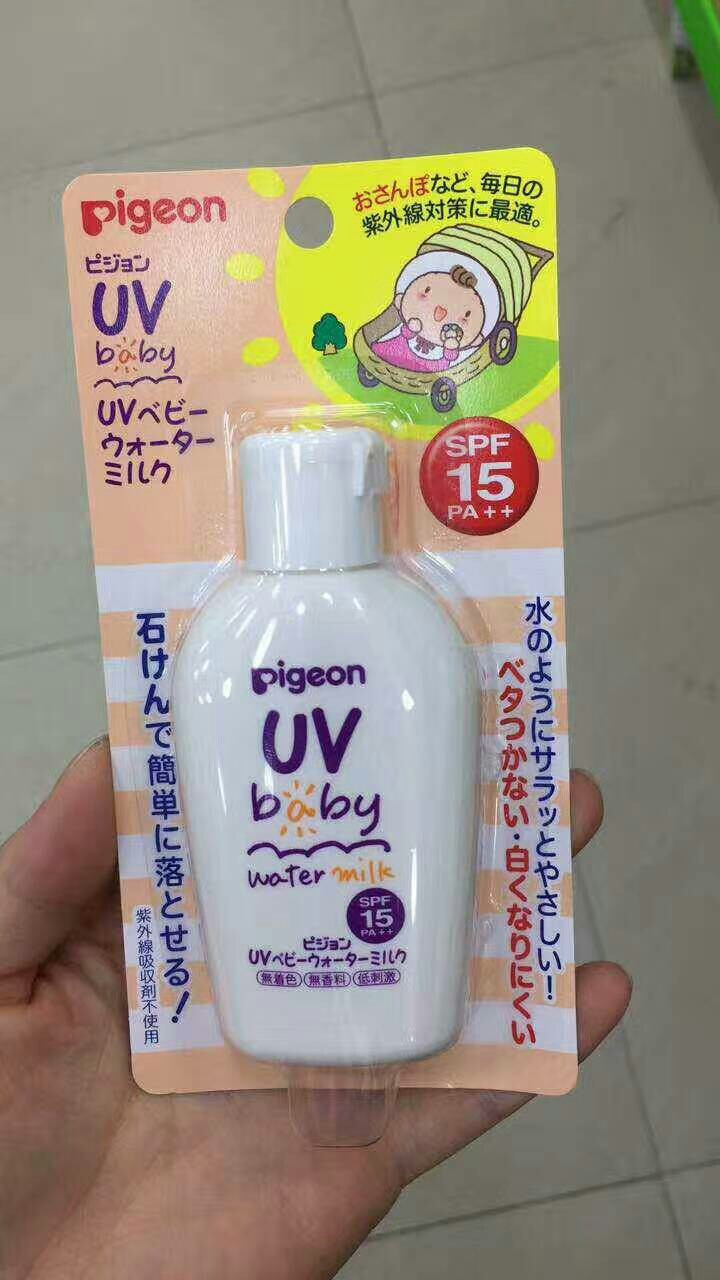 pigeon
ピジョン
UV
baby
UVベビー
ウォーター
ミルク
おさんぽなど、毎日の
紫外線対策に最適。
SPF
15
PA++
水のようにサラッとやさしい!
ベタつかない・白くなりにくい
石けんで簡単に落とせる!
紫外線吸収剤不使用
pigeon
UV
baby
water milk
SPF
15
PA++
ピジョン
UVベビーウォーターミルク
無着色 無香料 低刺激